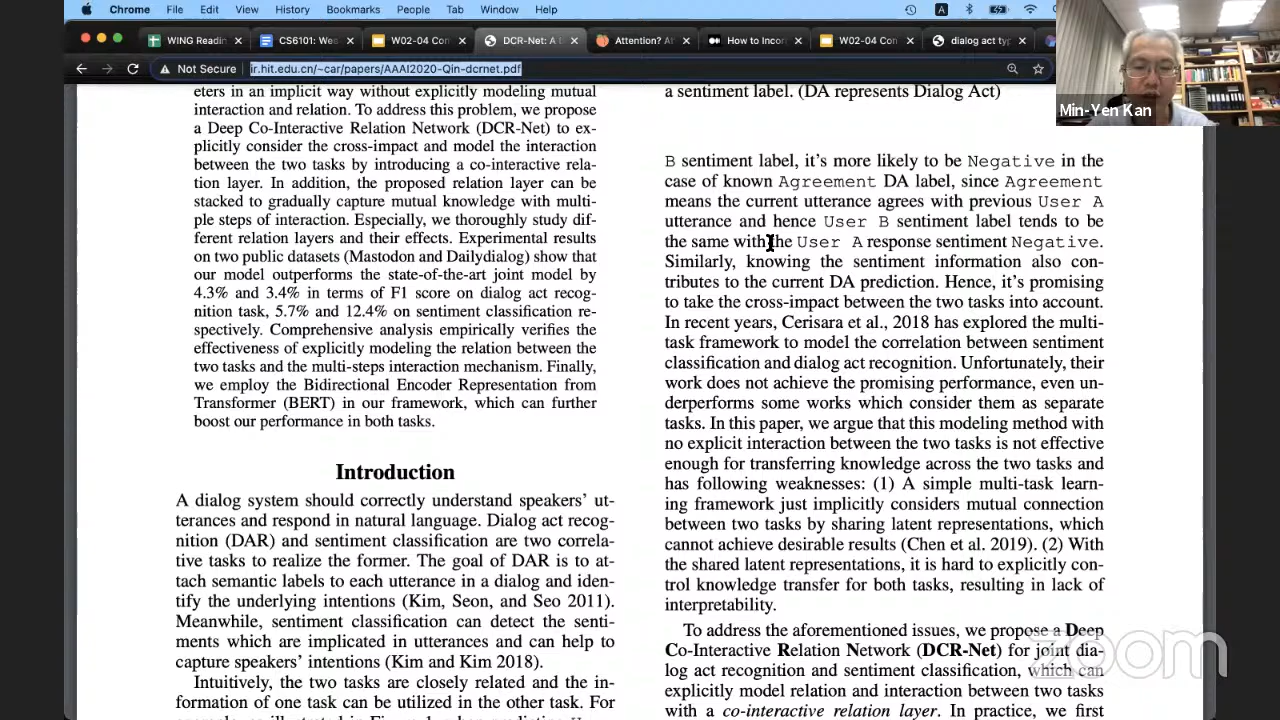 Chrome File Edit View History Bookmarks People Tab Window Help
WING Readin
CS6101: Wee
W02-04 Con
DCR-Net: A D
Attention? At
How to Incor
W02-04 Con
dialog act typ
Not Secure
ir.hit.edu.cn/~car/papers/AAAI2020-Qin-dcrnet.pdf
Min-Yen Kan
eters in an implicit way without explicitly modeling mutual
interaction and relation. To address this problem, we propose
a Deep Co-Interactive Relation Network (DCR-Net) to ex-
plicitly consider the cross-impact and model the interaction
between the two tasks by introducing a co-interactive rela-
tion layer. In addition, the proposed relation layer can be
stacked to gradually capture mutual knowledge with multi-
ple steps of interaction. Especially, we thoroughly study dif-
ferent relation layers and their effects. Experimental results
on two public datasets (Mastodon and Dailydialog) show that
our model outperforms the state-of-the-art joint model by
4.3% and 3.4% in terms of F1 score on dialog act recog-
nition task, 5.7% and 12.4% on sentiment classification re-
spectively. Comprehensive analysis empirically verifies the
effectiveness of explicitly modeling the relation between the
two tasks and the multi-steps interaction mechanism. Finally,
we employ the Bidirectional Encoder Representation from
Transformer (BERT) in our framework, which can further
boost our performance in both tasks.
Introduction
A dialog system should correctly understand speakers' ut-
terances and respond in natural language. Dialog act recog-
nition (DAR) and sentiment classification are two correla-
tive tasks to realize the former. The goal of DAR is to at-
tach semantic labels to each utterance in a dialog and iden-
tify the underlying intentions (Kim, Seon, and Seo 2011).
Meanwhile, sentiment classification can detect the senti-
ments which are implicated in utterances and can help to
capture speakers' intentions (Kim and Kim 2018).
Intuitively, the two tasks are closely related and the in-
formation of one task can be utilized in the other task. For
a sentiment label. (DA represents Dialog Act)
B sentiment label, it's more likely to be Negative in the
case of known Agreement DA label, since Agreement
means the current utterance agrees with previous User A
utterance and hence User B sentiment label tends to be
the same with the User A response sentiment Negative.
Similarly, knowing the sentiment information also con-
tributes to the current DA prediction. Hence, it's promising
to take the cross-impact between the two tasks into account.
In recent years, Cerisara et al., 2018 has explored the multi-
task framework to model the correlation between sentiment
classification and dialog act recognition. Unfortunately, their
work does not achieve the promising performance, even un-
derperforms some works which consider them as separate
tasks. In this paper, we argue that this modeling method with
no explicit interaction between the two tasks is not effective
enough for transferring knowledge across the two tasks and
has following weaknesses: (1) A simple multi-task learn-
ing framework just implicitly considers mutual connection
between two tasks by sharing latent representations, which
cannot achieve desirable results (Chen et al. 2019). (2) With
the shared latent representations, it is hard to explicitly con-
trol knowledge transfer for both tasks, resulting in lack of
interpretability.
To address the aforementioned issues, we propose a Deep
Co-Interactive Relation Network (DCR-Net) for joint dia-
log act recognition and sentiment classification, which can
explicitly model relation and interaction between two tasks
with a co-interactive relation layer. In practice, we first
zoom